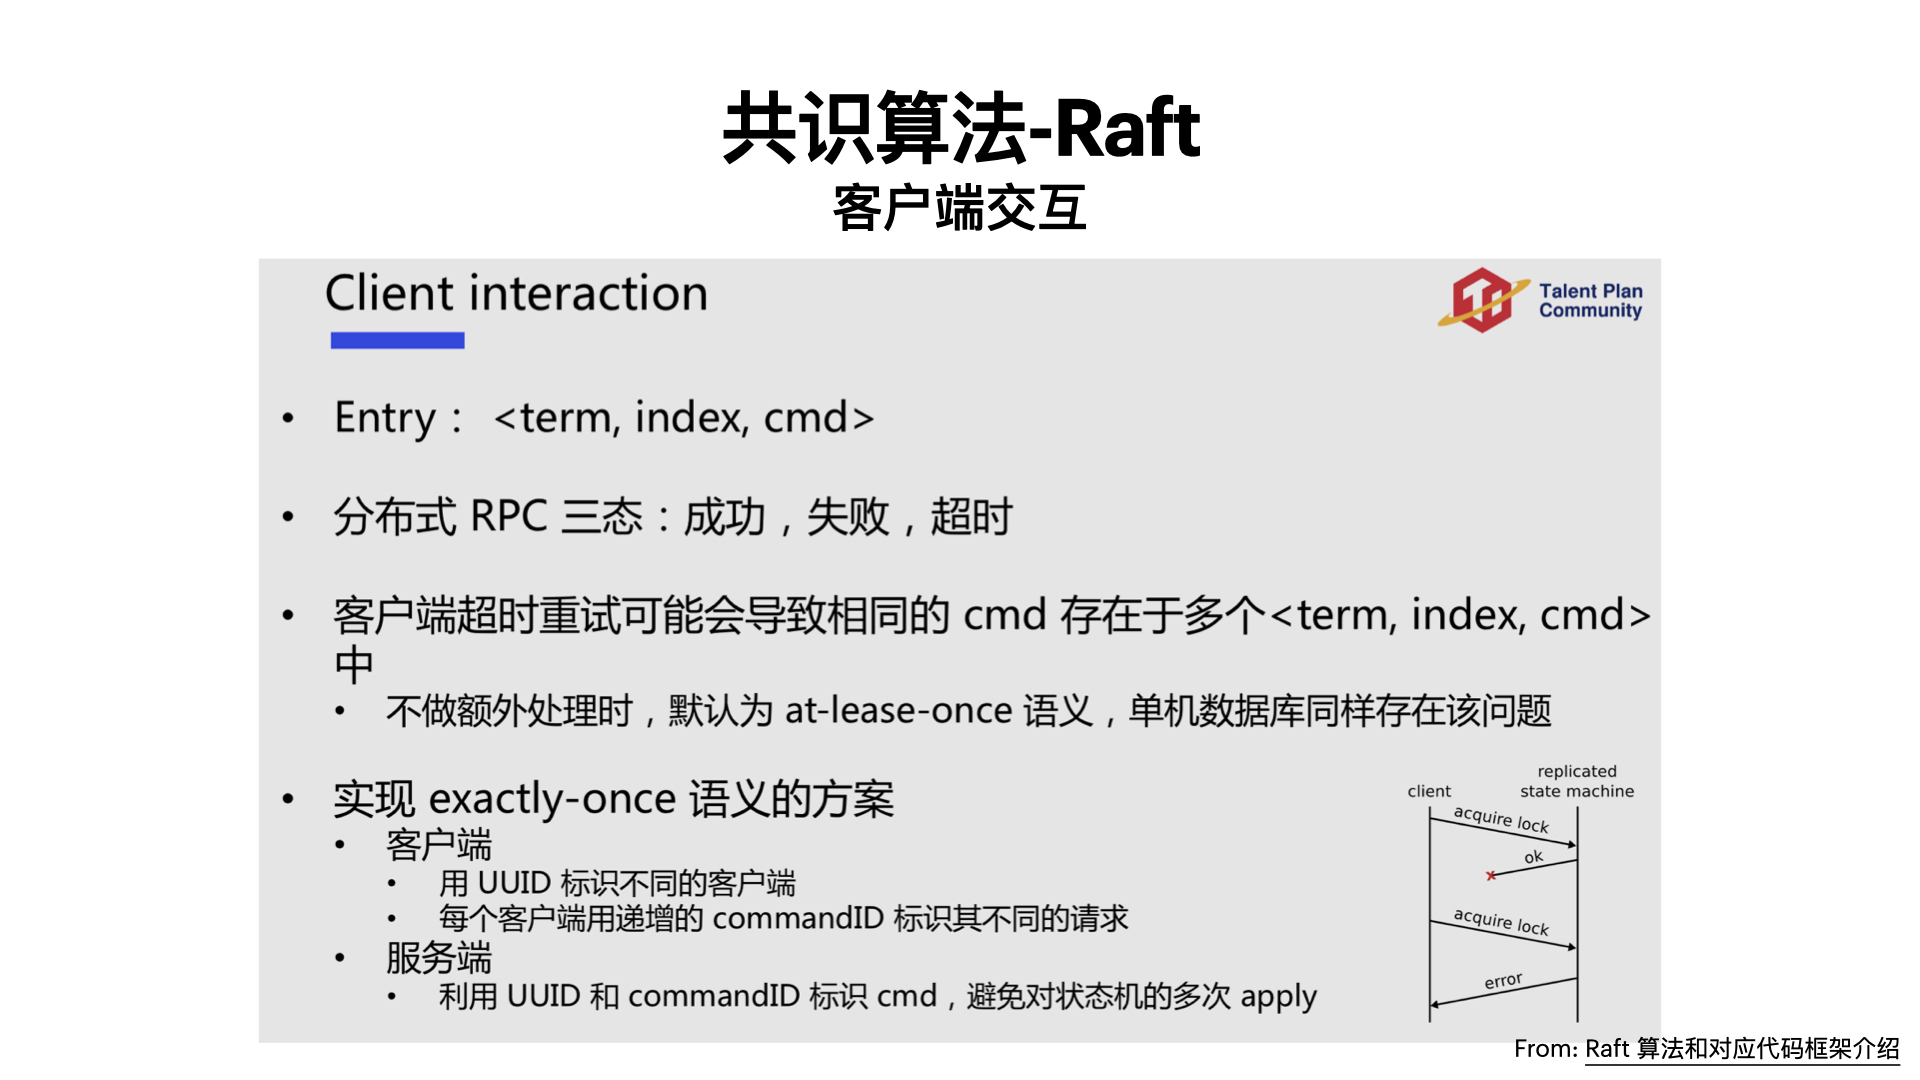 共识算法-Raft
客户端交互
Client interaction
Talent Plan
Community
• Entry： <term, index, cmd>
• 分布式 RPC 三态：成功，失败，超时
• 客户端超时重试可能会导致相同的 cmd 存在于多个<term, index, cmd>
中
• 不做额外处理时，默认为 at-lease-once 语义，单机数据库同样存在该问题
• 实现 exactly-once 语义的方案
• 客户端
• 用 UUID 标识不同的客户端
• 每个客户端用递增的 commandID 标识其不同的请求
• 服务端
• 利用 UUID 和 commandID 标识 cmd，避免对状态机的多次 apply
client
replicated
state machine
acquire lock
ok
acquire lock
error
From: Raft 算法和对应代码框架介绍